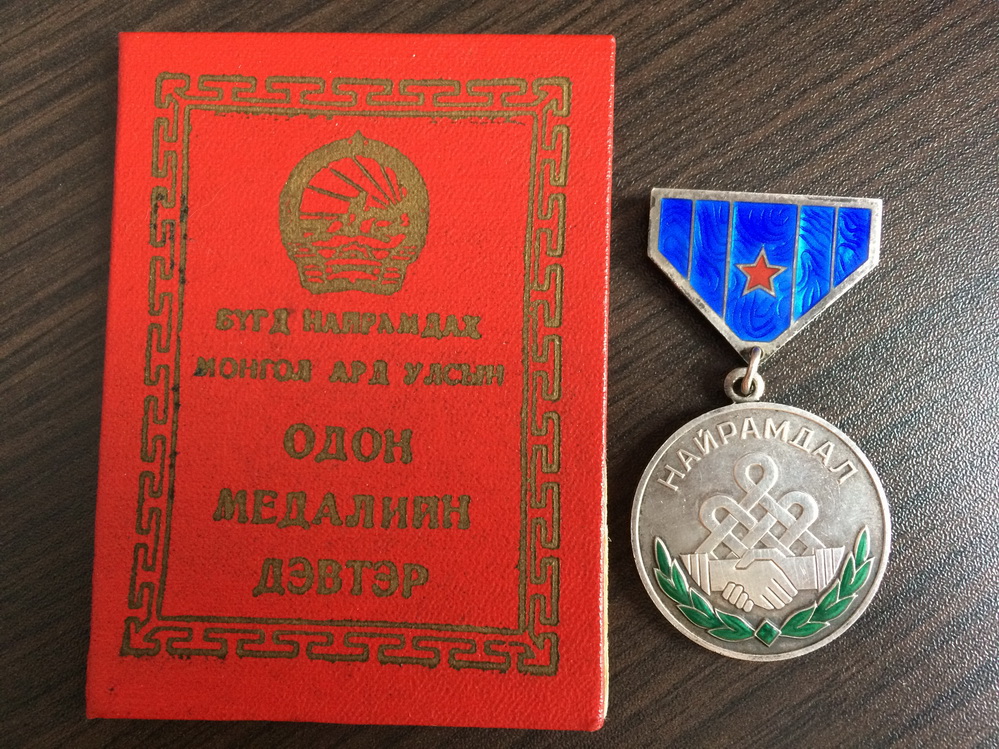 БҮГД НАЙРАМДАХ
МОНГОЛ АРД УЛСЫН
ОДОН
МЕДАЛИЙН
ДЭВТЭР
НАЙРАМДАЛ